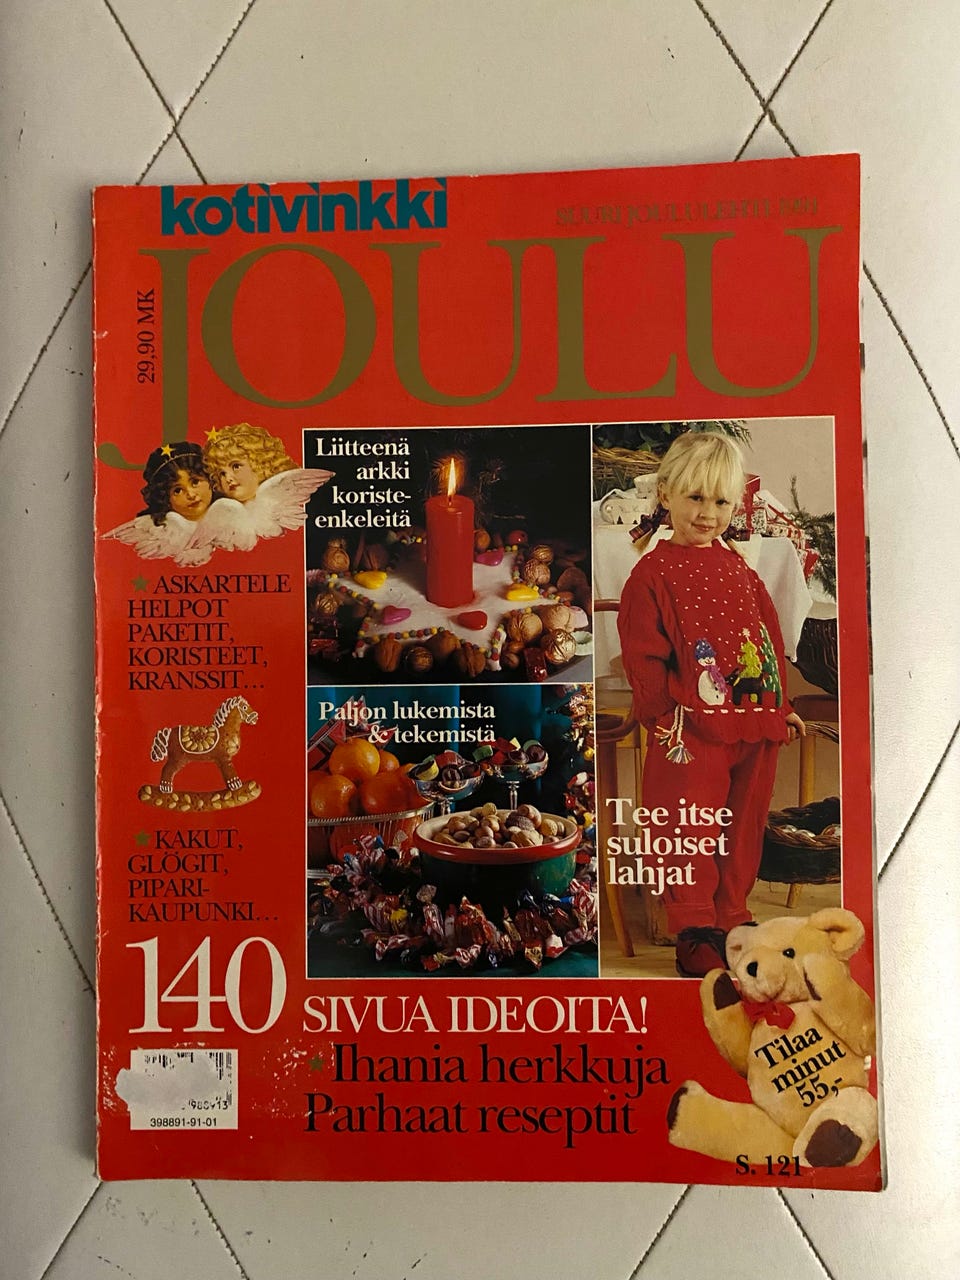 kotivinkki
SUURI JOULULEHTI 1991
JOULU
29,90 MK
Liitteenä
arkki
koriste-
enkeleitä
ASKARTELE
HELPOT
PAKETIT,
KORISTEET,
KRANSSIT...
Paljon lukemista
& tekemistä
Tee itse
suloiset
lahjat
KAKUT,
GLÖGIT,
PIPARI-
KAUPUNKI...
140 SIVUA IDEOITA!
Ihania herkkuja
Parhaat reseptit
Tilaa
minut
55,-
S. 121
398891-91-01